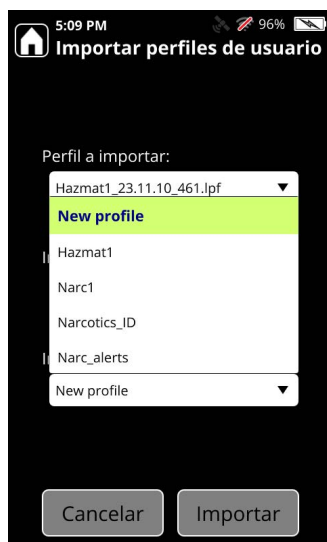 5:09 PM
96%
Importar perfiles de usuario
Perfil a importar:
Hazmat1_23.11.10_461.lpf
New profile
Hazmat1
Narc1
Narcotics_ID
Narc_alerts
New profile
Cancelar
Importar